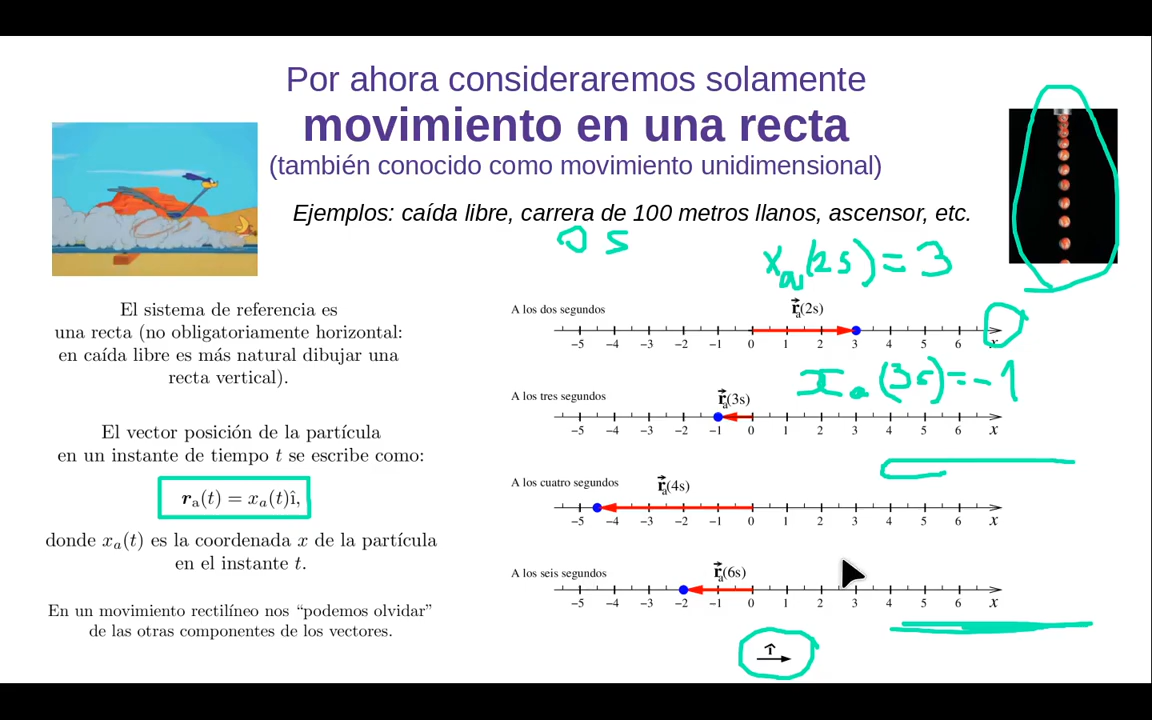 Por ahora consideraremos solamente
movimiento en una recta
(también conocido como movimiento unidimensional)
Ejemplos: caída libre, carrera de 100 metros llanos, ascensor, etc.
0 s
xₐ(2s) = 3
El sistema de referencia es
una recta (no obligatoriamente horizontal:
en caída libre es más natural dibujar una
recta vertical).
El vector posición de la partícula
en un instante de tiempo t se escribe como:
rₐ(t) = xₐ(t)î,
donde xₐ(t) es la coordenada x de la partícula
en el instante t.
En un movimiento rectilíneo nos “podemos olvidar”
de las otras componentes de los vectores.
A los dos segundos
r⃗ₐ(2s)
−5 −4 −3 −2 −1 0 1 2 3 4 5 6 x
xₐ(3s) = -1
A los tres segundos
r⃗ₐ(3s)
−5 −4 −3 −2 −1 0 1 2 3 4 5 6 x
A los cuatro segundos
r⃗ₐ(4s)
−5 −4 −3 −2 −1 0 1 2 3 4 5 6 x
A los seis segundos
r⃗ₐ(6s)
−5 −4 −3 −2 −1 0 1 2 3 4 5 6 x
î